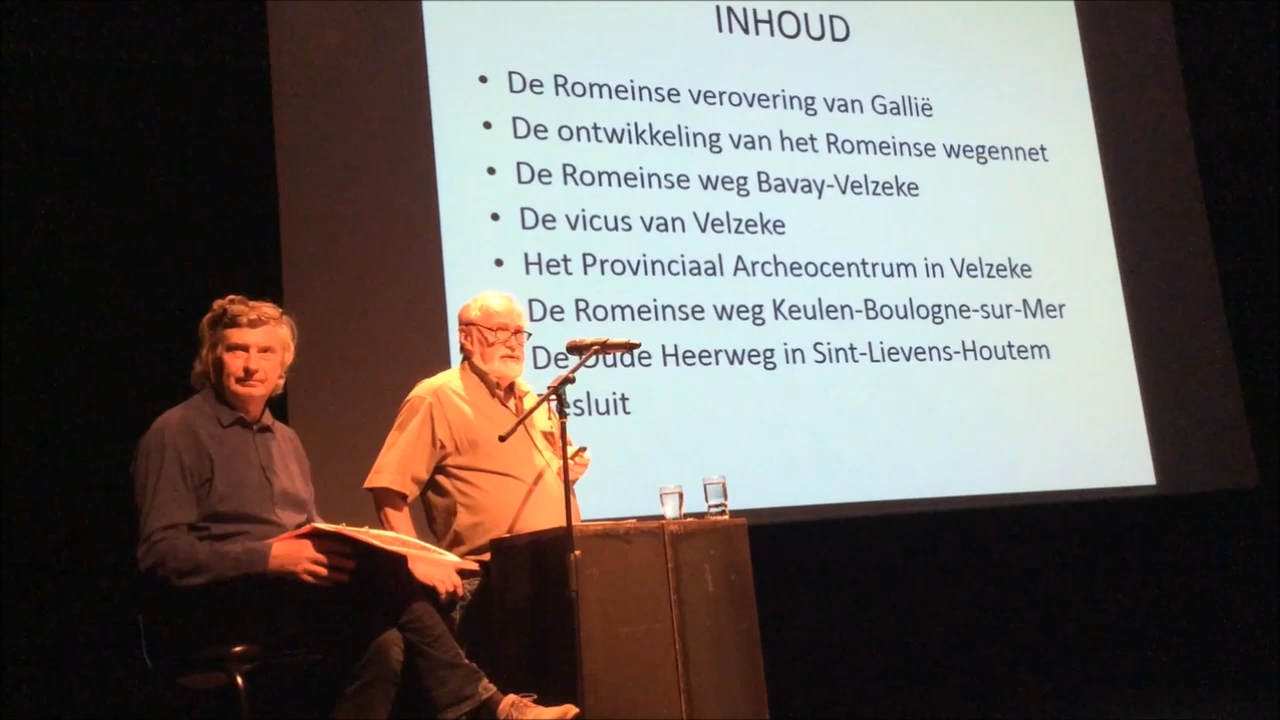 INHOUD
• De Romeinse verovering van Gallië
• De ontwikkeling van het Romeinse wegennet
• De Romeinse weg Bavay-Velzeke
• De vicus van Velzeke
• Het Provinciaal Archeocentrum in Velzeke
De Romeinse weg Keulen-Boulogne-sur-Mer
De Oude Heerweg in Sint-Lievens-Houtem
Besluit